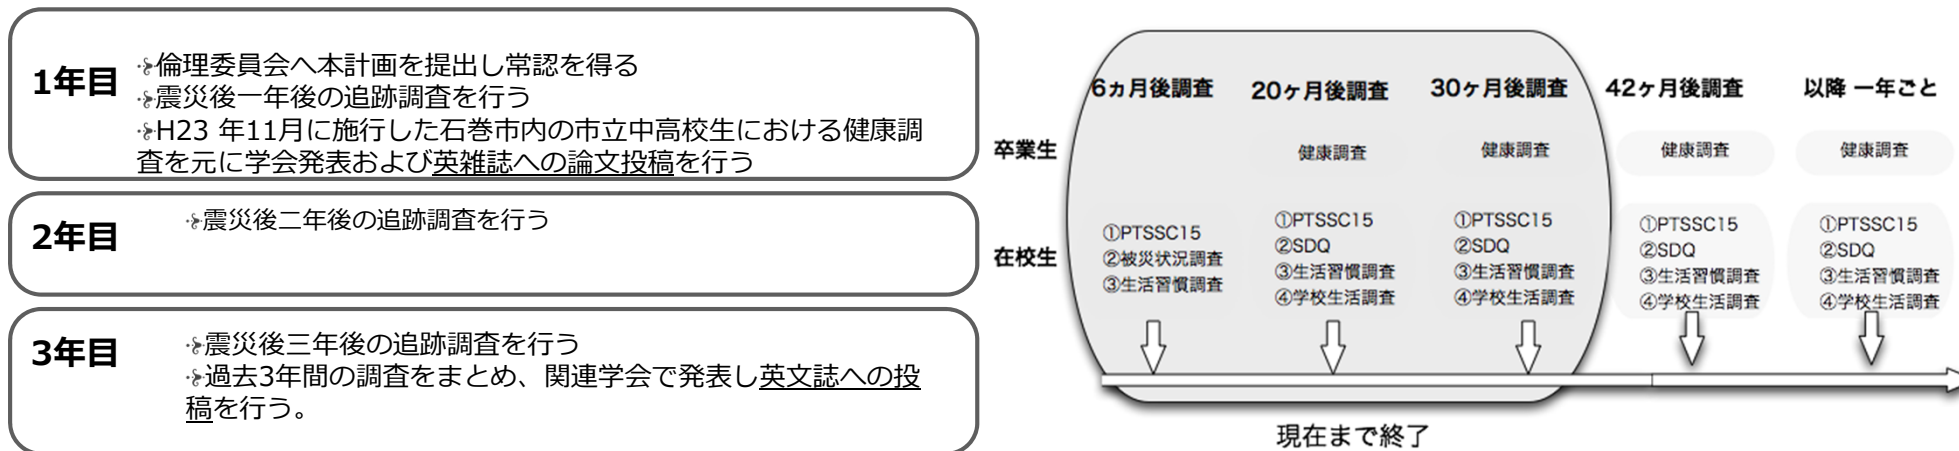 1年目
倫理委員会へ本計画を提出し常認を得る
震災後一年後の追跡調査を行う
H23 年11月に施行した石巻市内の市立中高校生における健康調
査を元に学会発表および英雑誌への論文投稿を行う
2年目
震災後二年後の追跡調査を行う
3年目
震災後三年後の追跡調査を行う
過去3年間の調査をまとめ、関連学会で発表し英文誌への投
稿を行う。
6ヵ月後調査 20ヶ月後調査 30ヶ月後調査 42ヶ月後調査 以降 一年ごと
卒業生 健康調査 健康調査 健康調査 健康調査
在校生
①PTSSC15
②被災状況調査
③生活習慣調査
①PTSSC15
②SDQ
③生活習慣調査
④学校生活調査
①PTSSC15
②SDQ
③生活習慣調査
④学校生活調査
①PTSSC15
②SDQ
③生活習慣調査
④学校生活調査
①PTSSC15
②SDQ
③生活習慣調査
④学校生活調査
現在まで終了